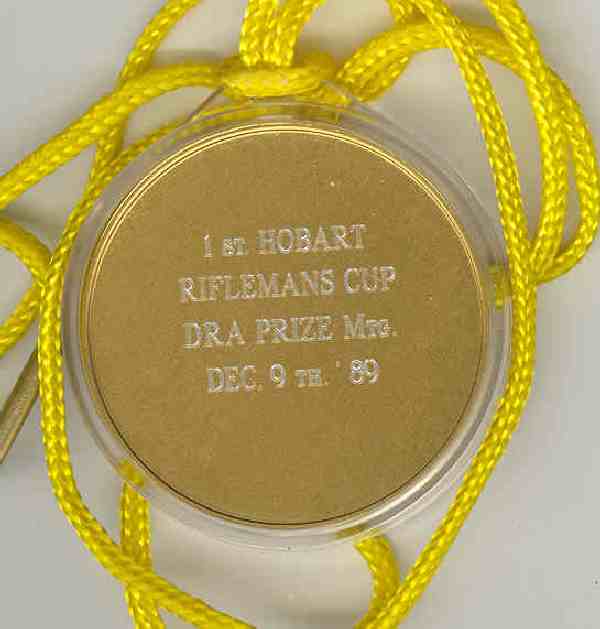 1 ST. HOBART
RIFLEMANS CUP
DRA PRIZE MTG.
DEC. 9 TH. '89